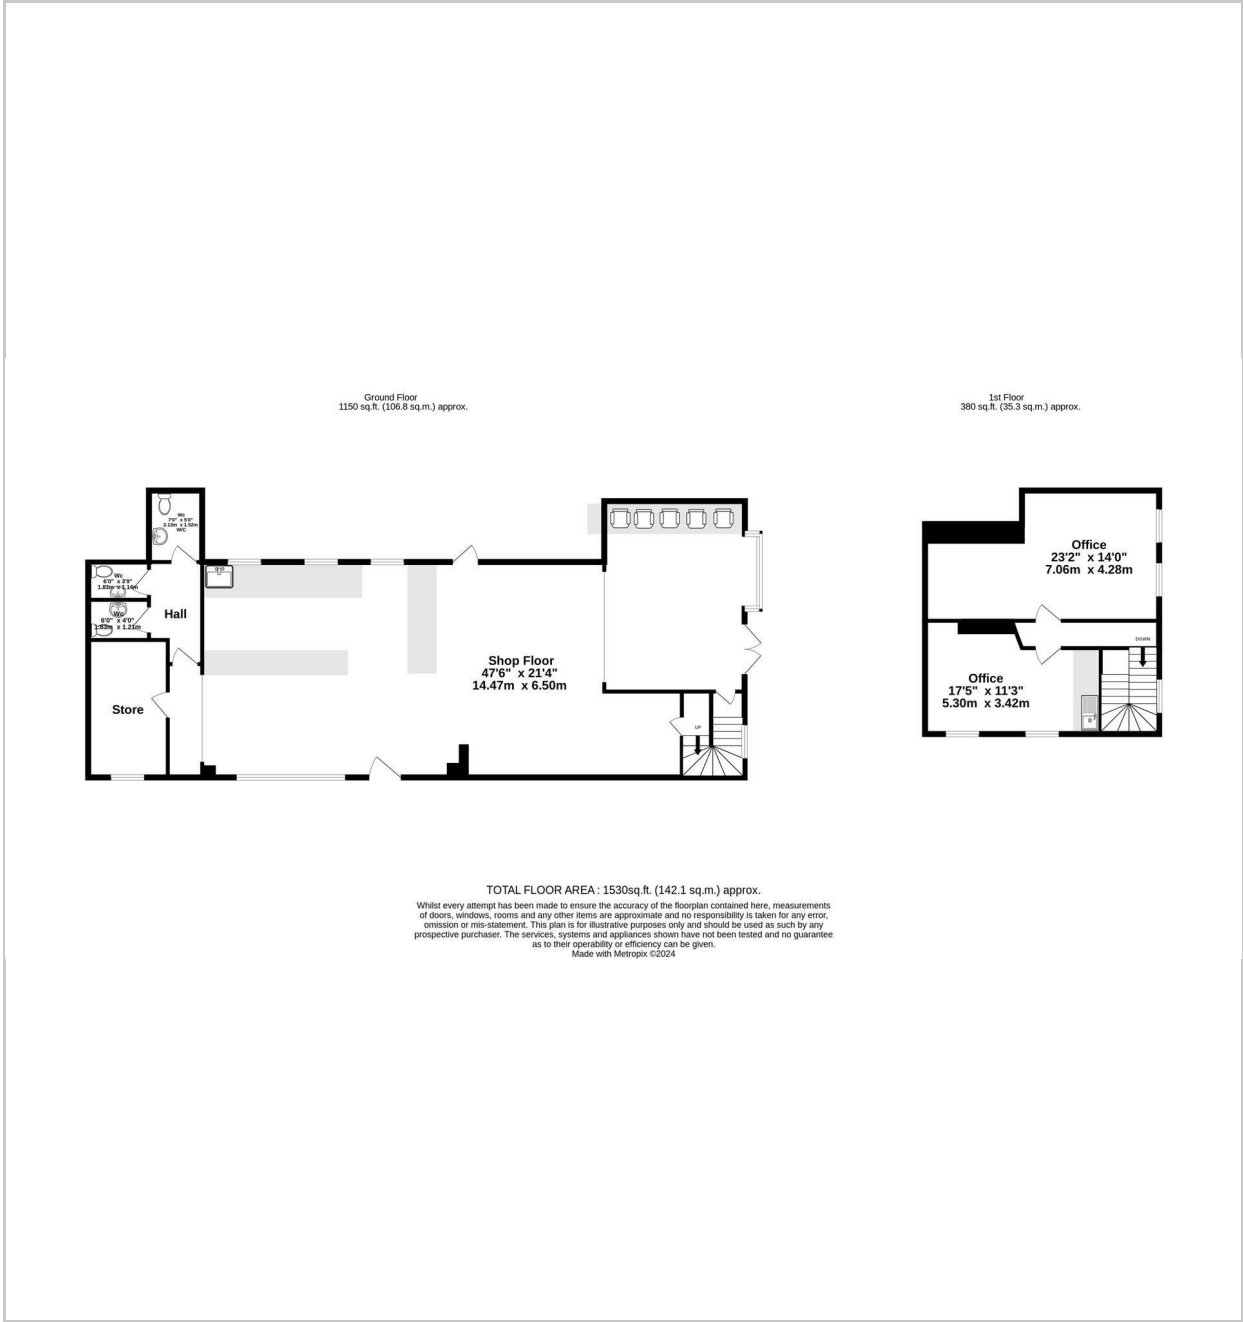 Ground Floor
1150 sq.ft. (106.8 sq.m.) approx.
1st Floor
380 sq.ft. (35.3 sq.m.) approx.
Wc
7'0" x 5'0"
2.13m x 1.52m
W/C
Wc
6'0" x 3'9"
1.83m x 1.14m
Wc
6'0" x 4'0"
1.83m x 1.21m
Hall
Store
Shop Floor
47'6" x 21'4"
14.47m x 6.50m
UP
Office
23'2" x 14'0"
7.06m x 4.28m
DOWN
Office
17'5" x 11'3"
5.30m x 3.42m
TOTAL FLOOR AREA : 1530sq.ft. (142.1 sq.m.) approx.
Whilst every attempt has been made to ensure the accuracy of the floorplan contained here, measurements
of doors, windows, rooms and any other items are approximate and no responsibility is taken for any error,
omission or mis-statement. This plan is for illustrative purposes only and should be used as such by any
prospective purchaser. The services, systems and appliances shown have not been tested and no guarantee
as to their operability or efficiency can be given.
Made with Metropix ©2024